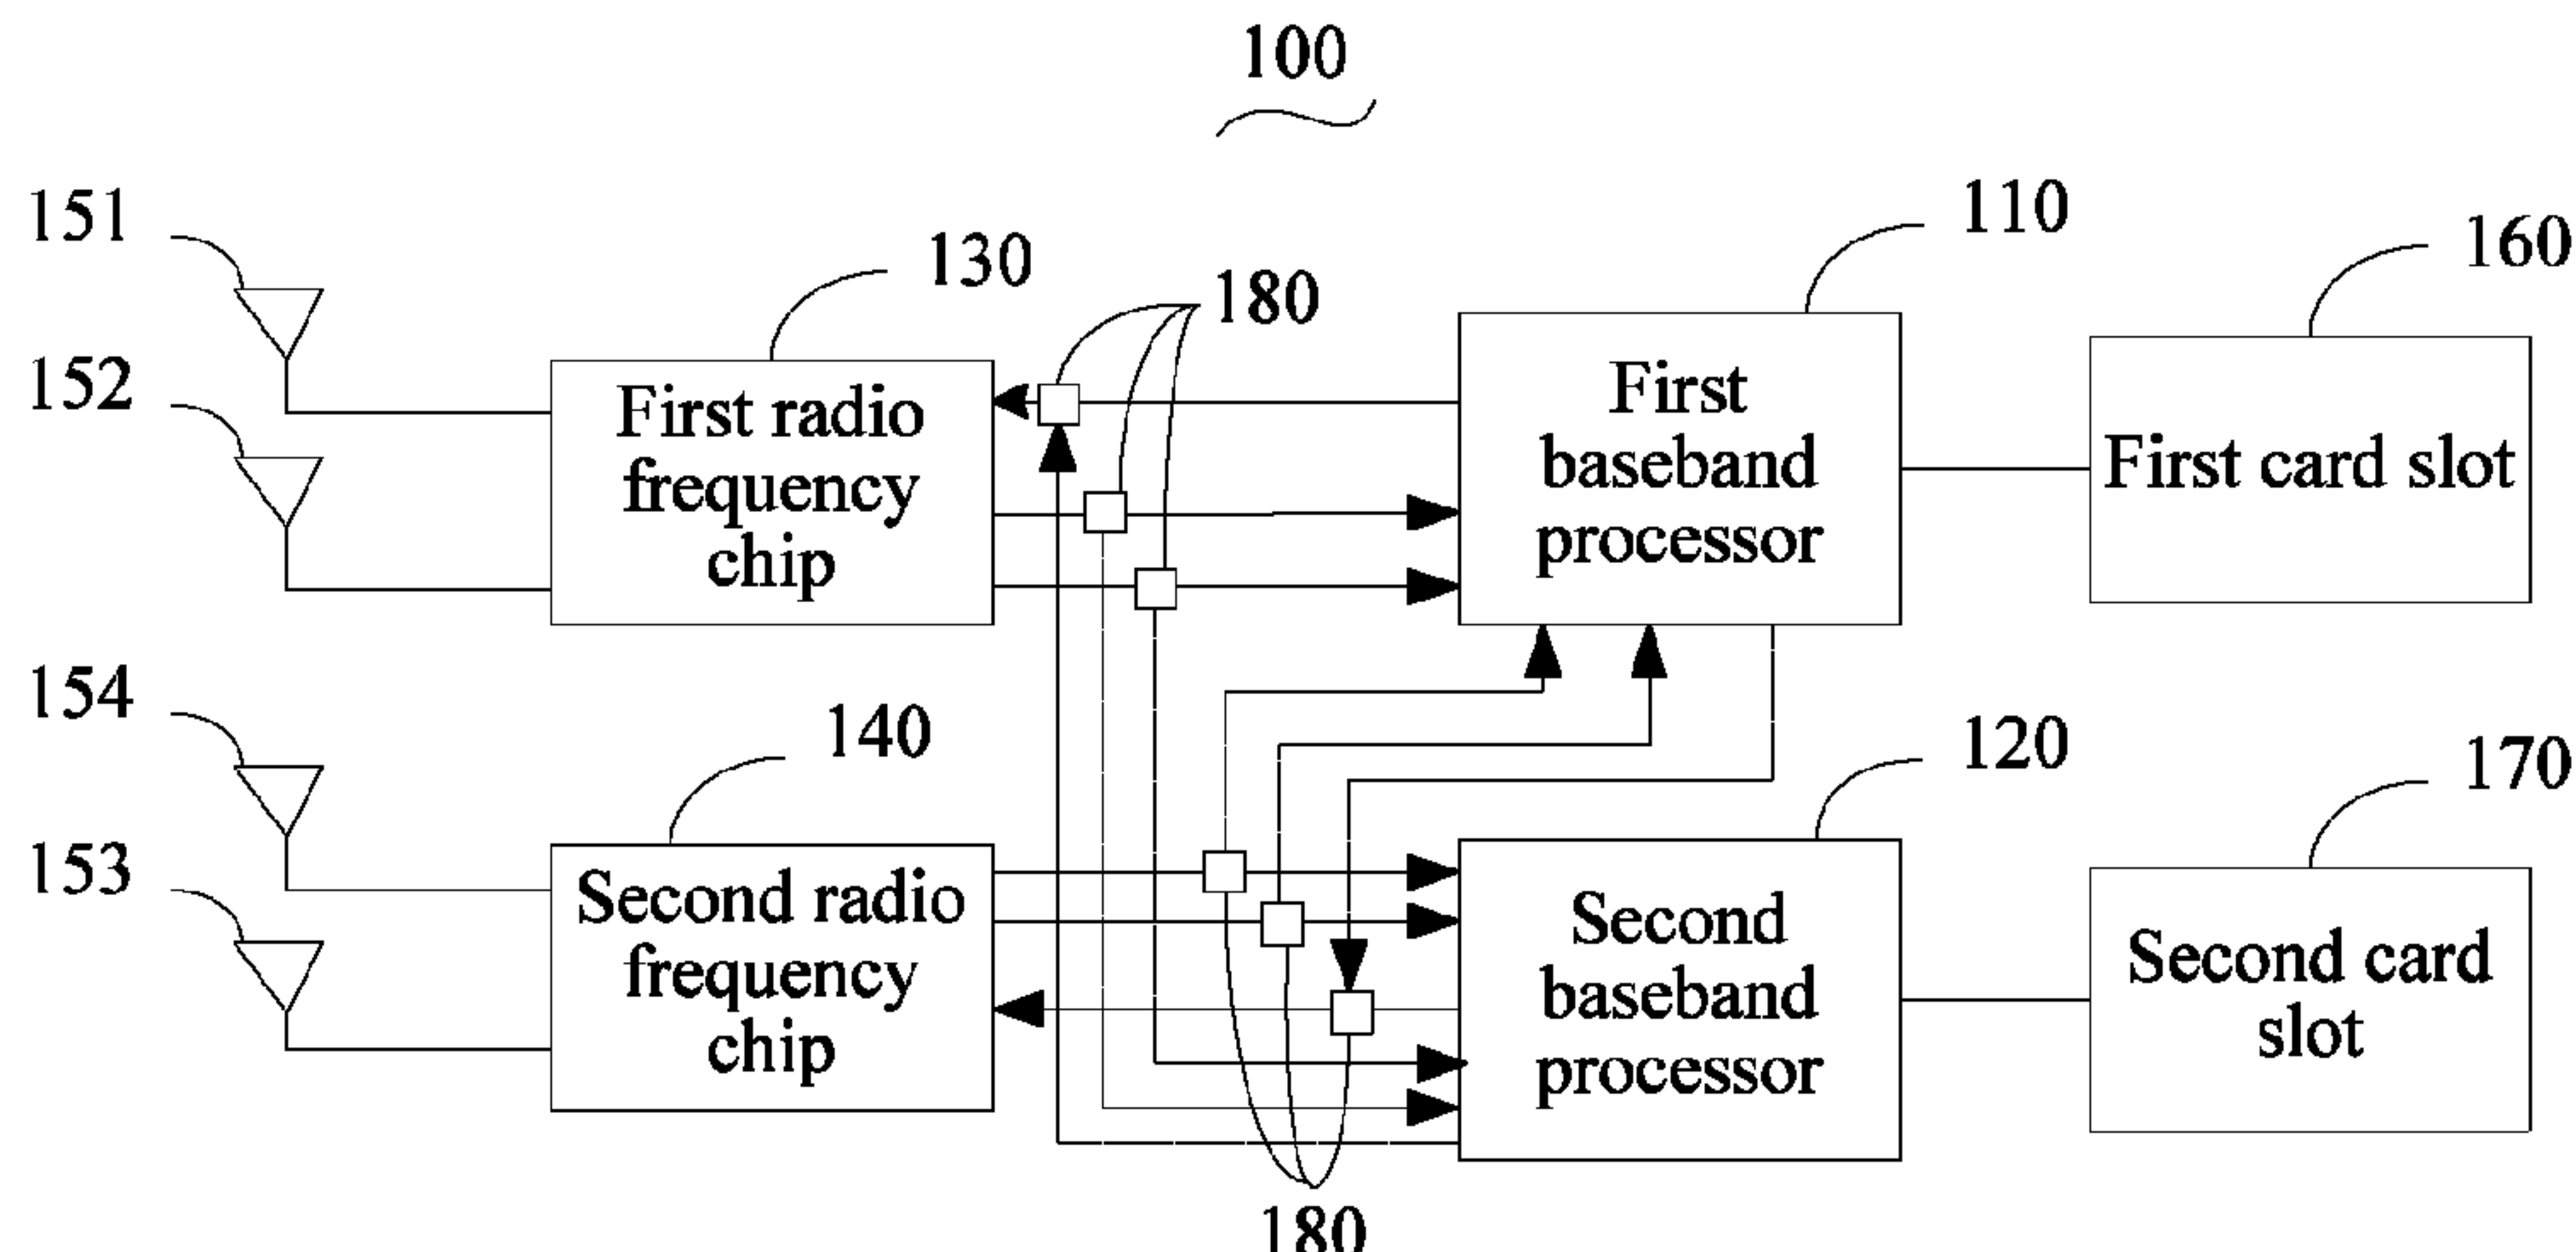 100
151
130
180
110
160
152
First radio
frequency
chip
First
baseband
processor
First card slot
154
140
120
170
153
Second radio
frequency
chip
Second
baseband
processor
Second card
slot
180